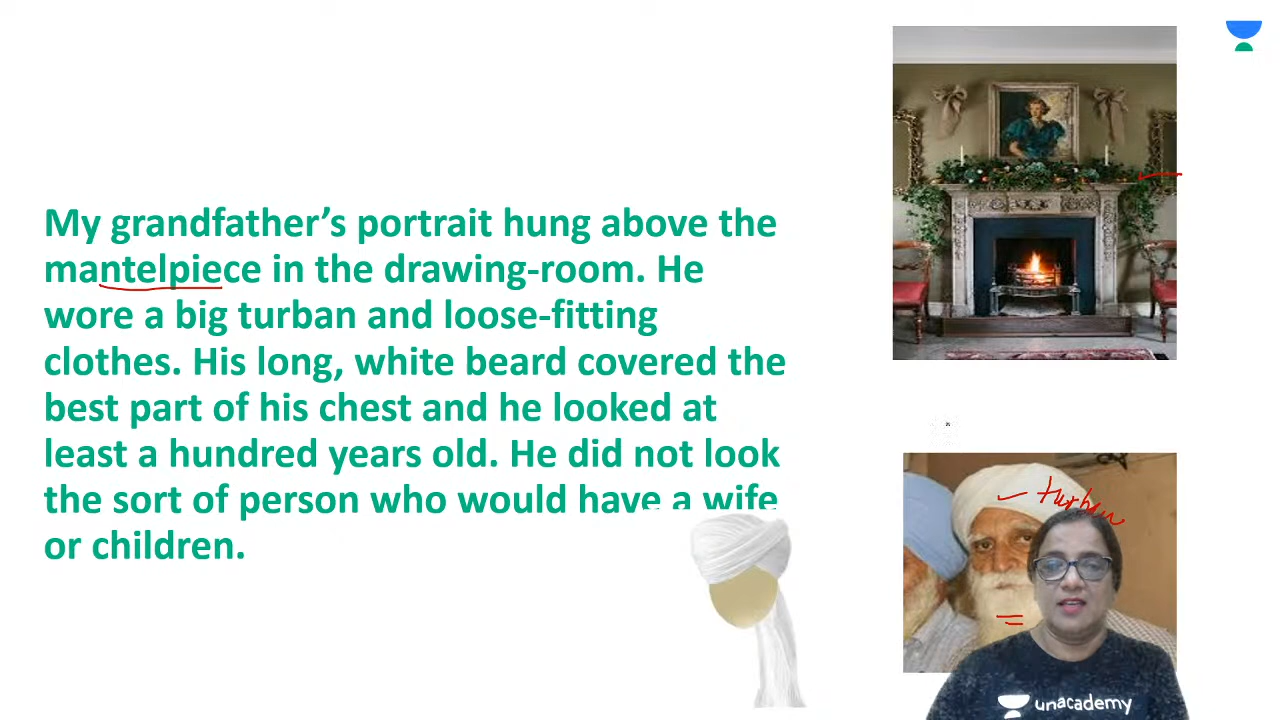 My grandfather’s portrait hung above the
mantelpiece in the drawing-room. He
wore a big turban and loose-fitting
clothes. His long, white beard covered the
best part of his chest and he looked at
least a hundred years old. He did not look
the sort of person who would have a wife
or children.
turban
unacademy